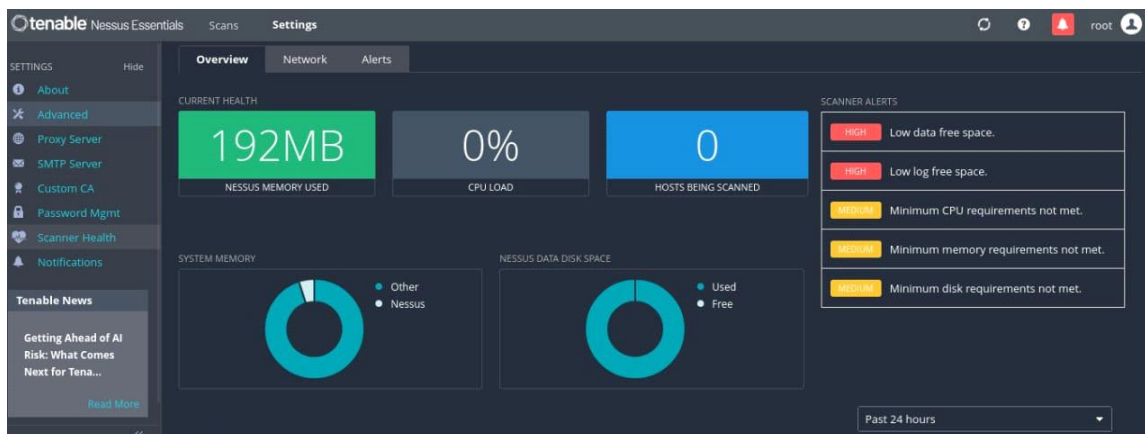 tenable Nessus Essentials Scans Settings root
SETTINGS Hide
About
Advanced
Proxy Server
SMTP Server
Custom CA
Password Mgmt
Scanner Health
Notifications
Tenable News
Getting Ahead of AI
Risk: What Comes
Next for Tena...
Read More
Overview Network Alerts
CURRENT HEALTH
192MB
NESSUS MEMORY USED
0%
CPU LOAD
0
HOSTS BEING SCANNED
SYSTEM MEMORY
Other
Nessus
NESSUS DATA DISK SPACE
Used
Free
SCANNER ALERTS
HIGH Low data free space.
HIGH Low log free space.
MEDIUM Minimum CPU requirements not met.
MEDIUM Minimum memory requirements not met.
MEDIUM Minimum disk requirements not met.
Past 24 hours